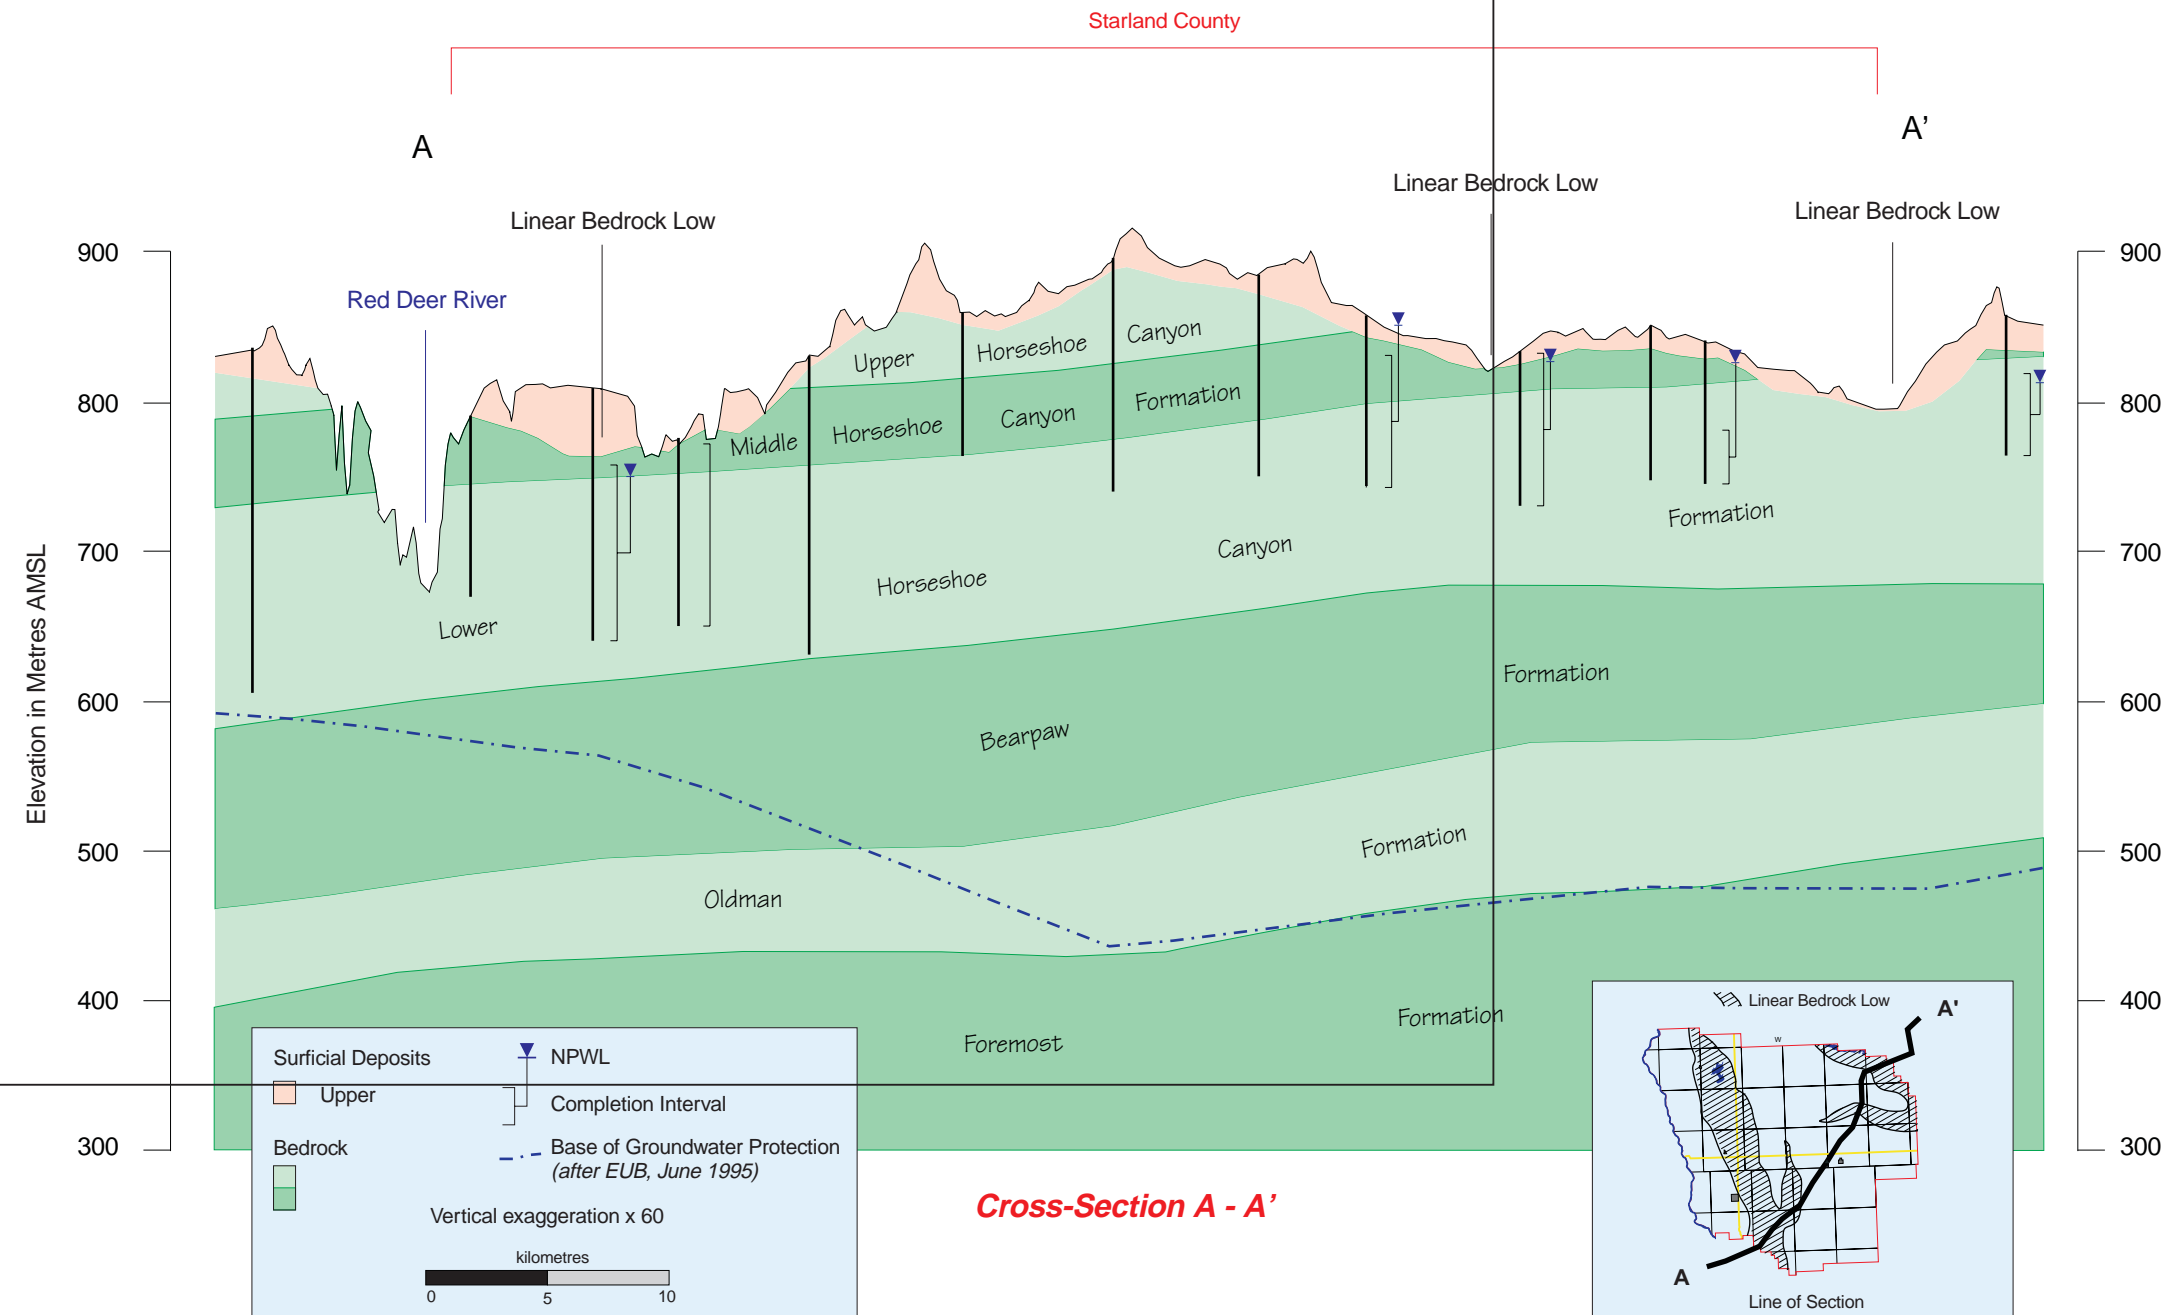 Starland County
A
A’
Linear Bedrock Low
Linear Bedrock Low
Linear Bedrock Low
Red Deer River
900
900
800
800
700
700
600
600
500
500
400
400
300
300
Elevation in Metres AMSL
Upper Horseshoe Canyon
Middle Horseshoe Canyon Formation
Lower Horseshoe Canyon Formation
Bearpaw Formation
Oldman Formation
Foremost Formation
Surficial Deposits
Upper
Bedrock
NPWL
Completion Interval
Base of Groundwater Protection
(after EUB, June 1995)
Vertical exaggeration x 60
kilometres
0 5 10
Cross-Section A - A’
Linear Bedrock Low
A'
W
A
Line of Section